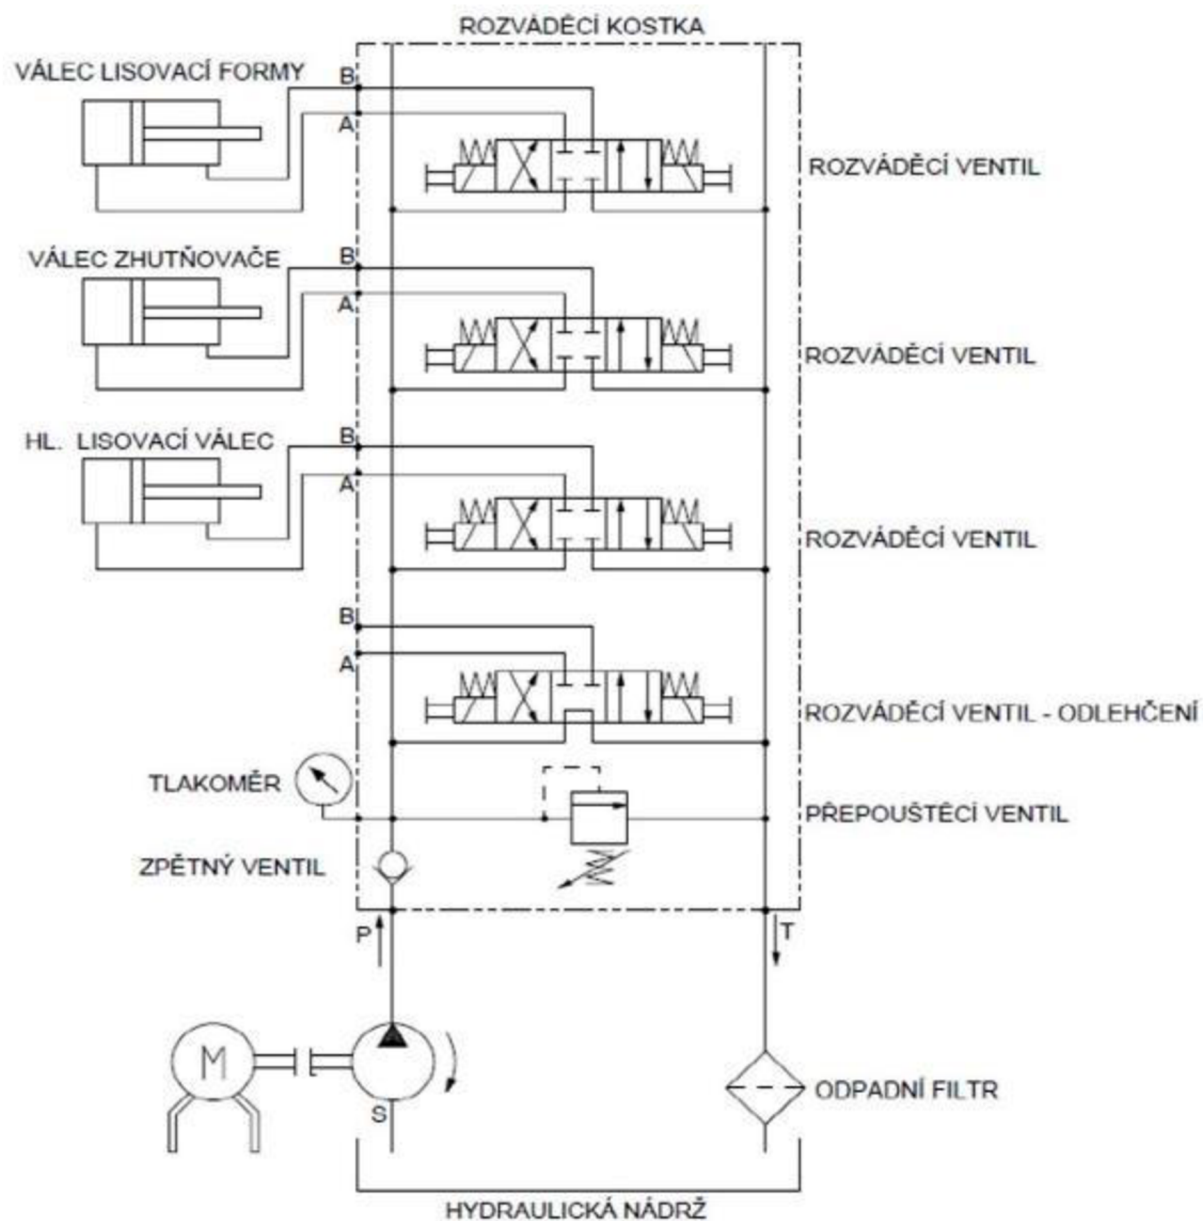 ROZVÁDĚCÍ KOSTKA
VÁLEC LISOVACÍ FORMY
B
A
ROZVÁDĚCÍ VENTIL
VÁLEC ZHUTŇOVAČE
B
A
ROZVÁDĚCÍ VENTIL
HL. LISOVACÍ VÁLEC
B
A
ROZVÁDĚCÍ VENTIL
B
A
ROZVÁDĚCÍ VENTIL - ODLEHČENÍ
TLAKOMĚR
PŘEPOUŠTĚCÍ VENTIL
ZPĚTNÝ VENTIL
P
T
M
S
ODPADNÍ FILTR
HYDRAULICKÁ NÁDRŽ